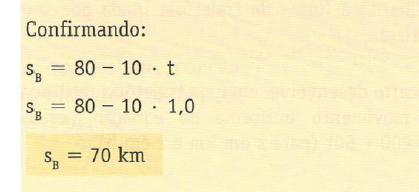 Confirmando:
s_B = 80 – 10 · t
s_B = 80 – 10 · 1,0
s_B = 70 km